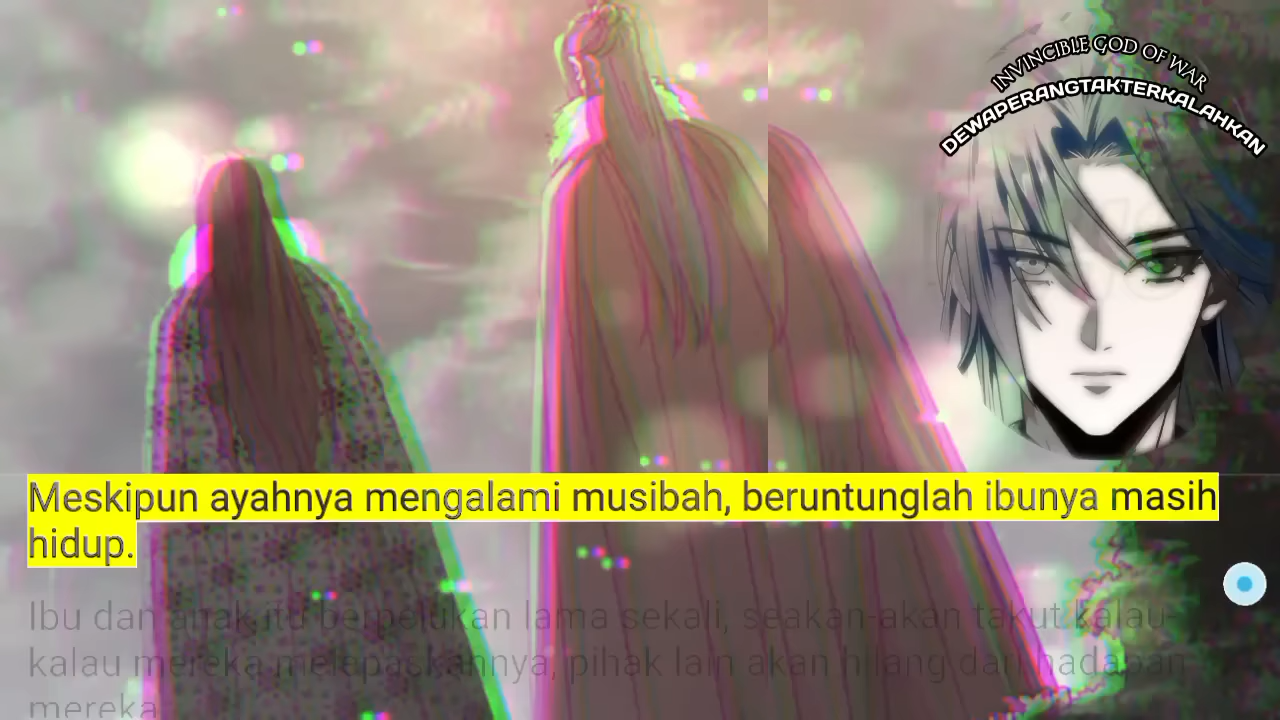 INVINCIBLE GOD OF WAR
DEWAPERANGTAKTERKALAHKAN
Meskipun ayahnya mengalami musibah, beruntunglah ibunya masih
hidup.
Ibu dan anak itu berpelukan lama sekali, seakan-akan takut kalau-
kalau mereka melepaskannya, pihak lain akan hilang dari hadapan
mereka